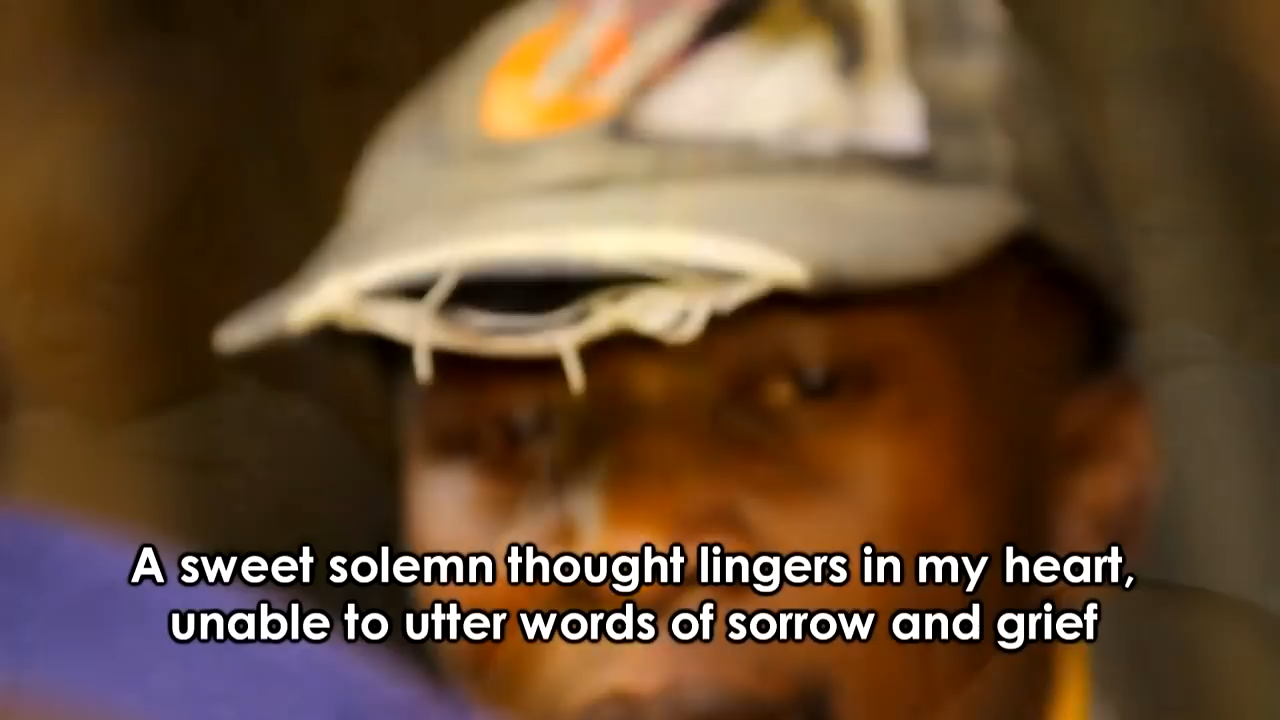 A sweet solemn thought lingers in my heart,
unable to utter words of sorrow and grief